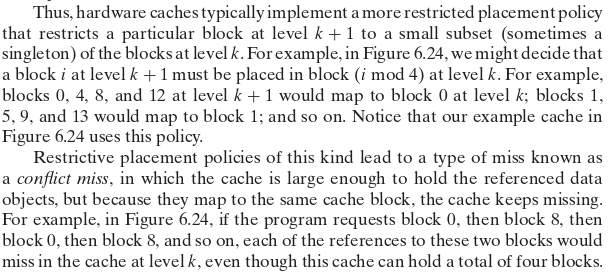 Thus, hardware caches typically implement a more restricted placement policy
that restricts a particular block at level k + 1 to a small subset (sometimes a
singleton) of the blocks at level k. For example, in Figure 6.24, we might decide that
a block i at level k + 1 must be placed in block (i mod 4) at level k. For example,
blocks 0, 4, 8, and 12 at level k + 1 would map to block 0 at level k; blocks 1,
5, 9, and 13 would map to block 1; and so on. Notice that our example cache in
Figure 6.24 uses this policy.
Restrictive placement policies of this kind lead to a type of miss known as
a conflict miss, in which the cache is large enough to hold the referenced data
objects, but because they map to the same cache block, the cache keeps missing.
For example, in Figure 6.24, if the program requests block 0, then block 8, then
block 0, then block 8, and so on, each of the references to these two blocks would
miss in the cache at level k, even though this cache can hold a total of four blocks.